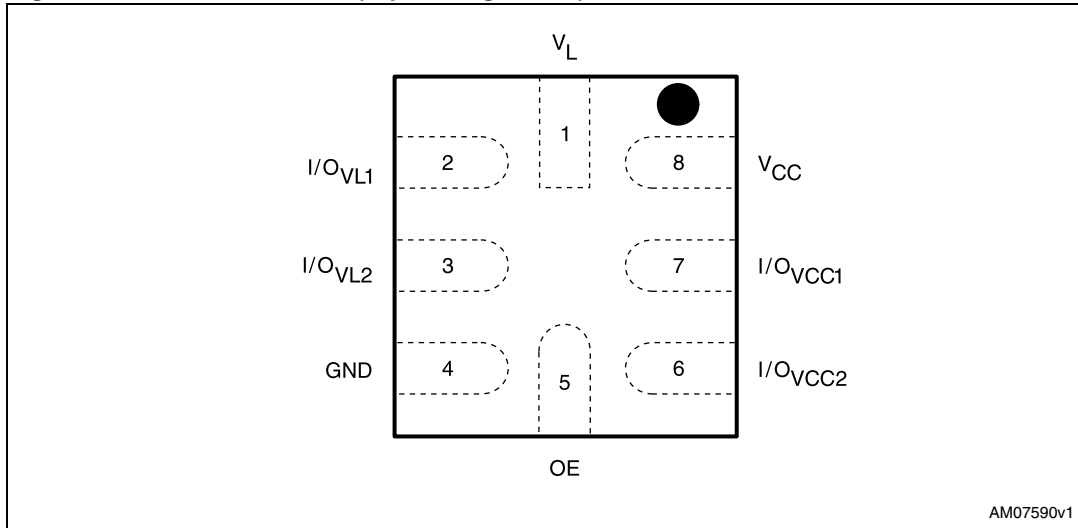 V_L
1
I/O_VL1 2 8 V_CC
I/O_VL2 3 7 I/O_VCC1
GND 4 5 6 I/O_VCC2
OE
AM07590v1